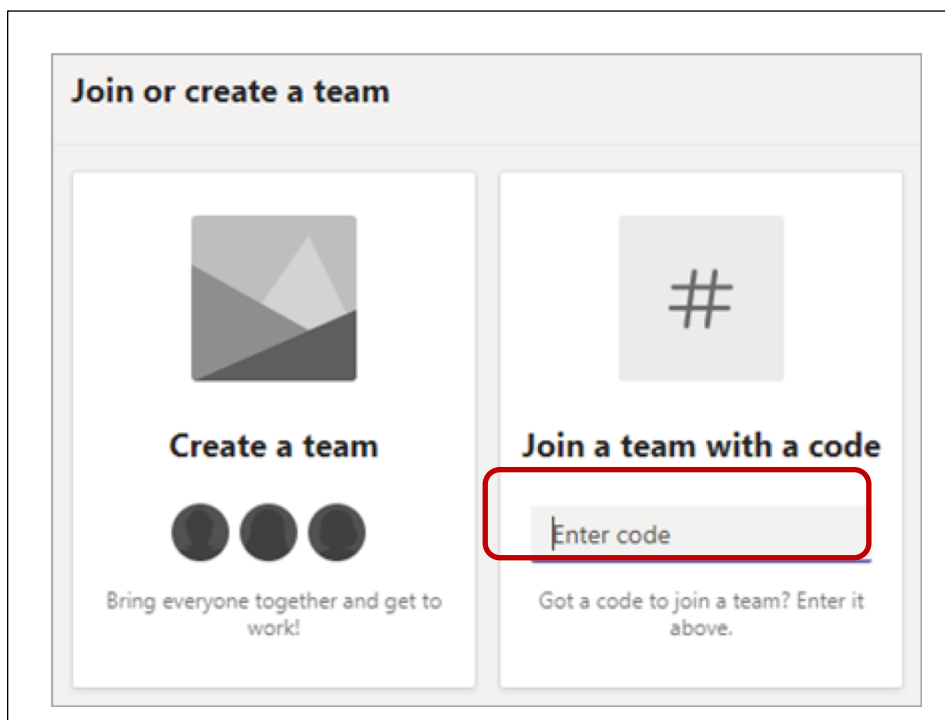 Join or create a team
Create a team
Bring everyone together and get to
work!
#
Join a team with a code
Enter code
Got a code to join a team? Enter it
above.